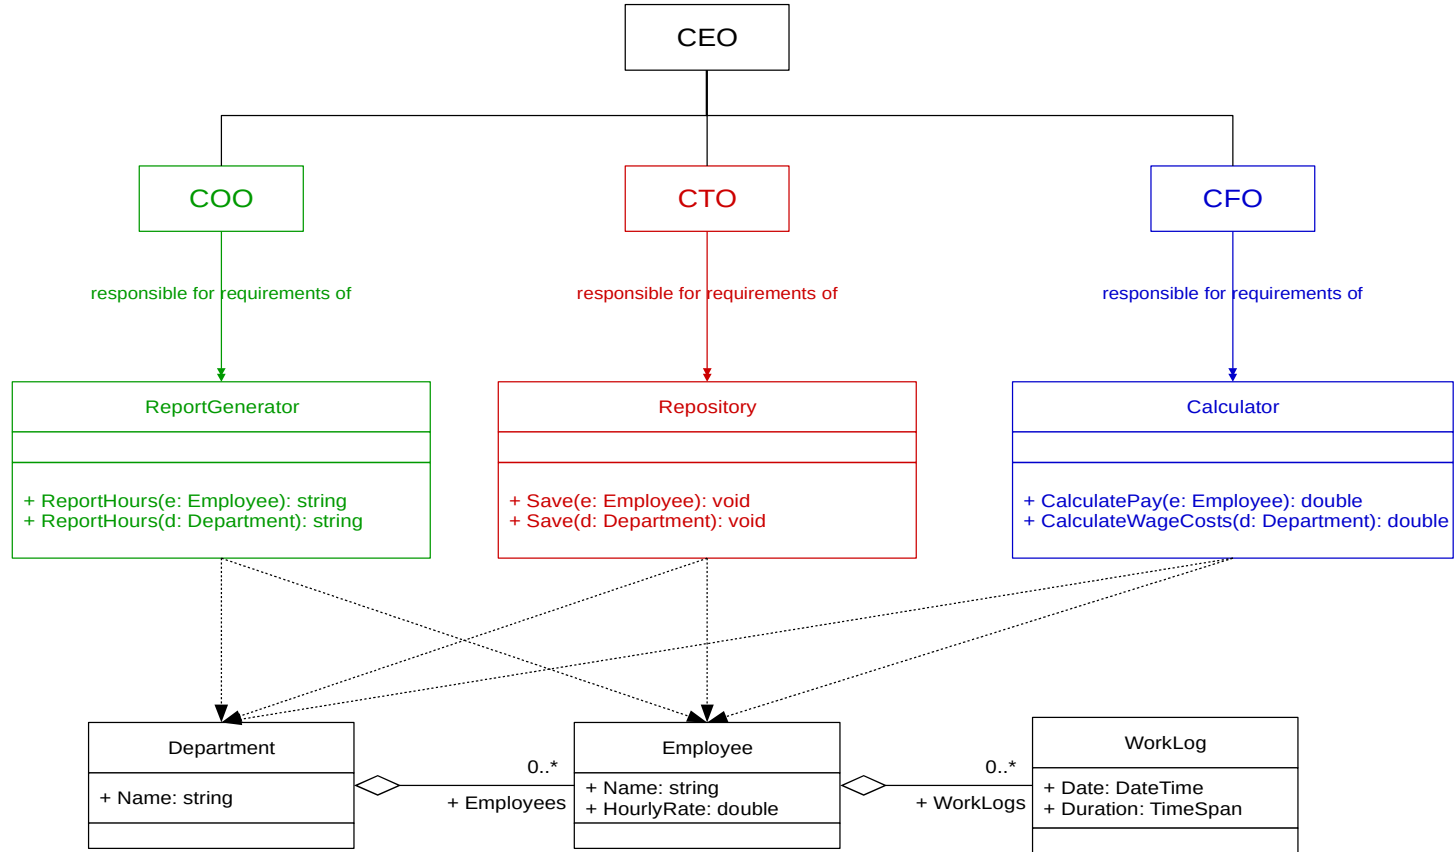 CEO
COO
CTO
CFO
responsible for requirements of
responsible for requirements of
responsible for requirements of
ReportGenerator
+ ReportHours(e: Employee): string
+ ReportHours(d: Department): string
Repository
+ Save(e: Employee): void
+ Save(d: Department): void
Calculator
+ CalculatePay(e: Employee): double
+ CalculateWageCosts(d: Department): double
Department
+ Name: string
0..*
+ Employees
Employee
+ Name: string
+ HourlyRate: double
0..*
+ WorkLogs
WorkLog
+ Date: DateTime
+ Duration: TimeSpan